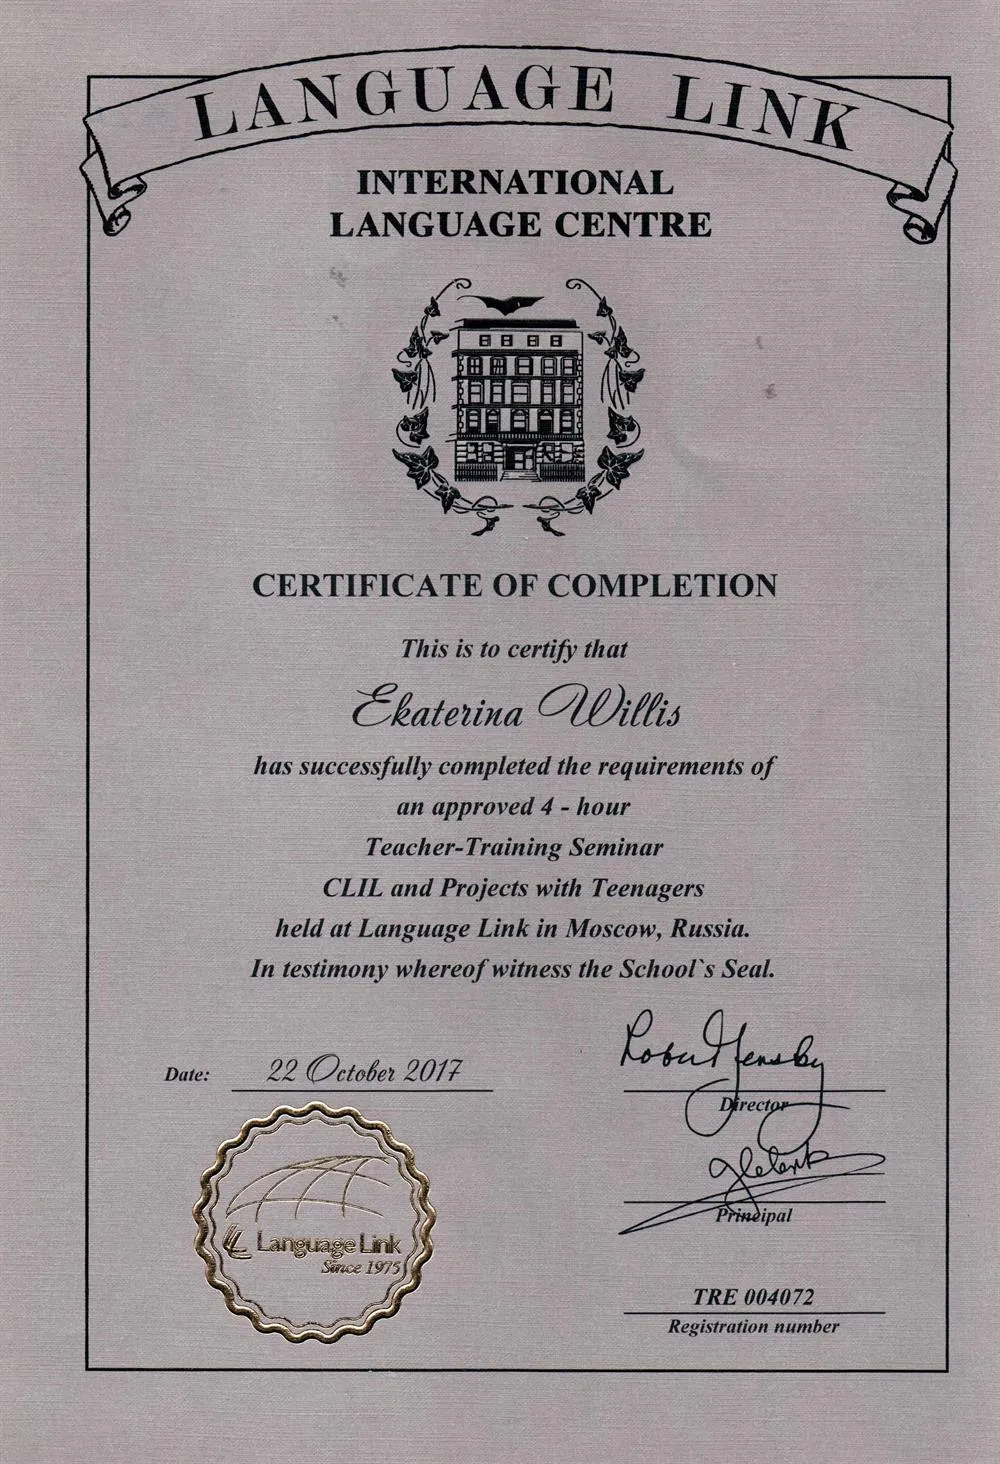 LANGUAGE LINK
INTERNATIONAL
LANGUAGE CENTRE
CERTIFICATE OF COMPLETION
This is to certify that
Ekaterina Willis
has successfully completed the requirements of
an approved 4 - hour
Teacher-Training Seminar
CLIL and Projects with Teenagers
held at Language Link in Moscow, Russia.
In testimony whereof witness the School`s Seal.
Date: 22 October 2017
Director
Principal
Language Link
Since 1975
TRE 004072
Registration number